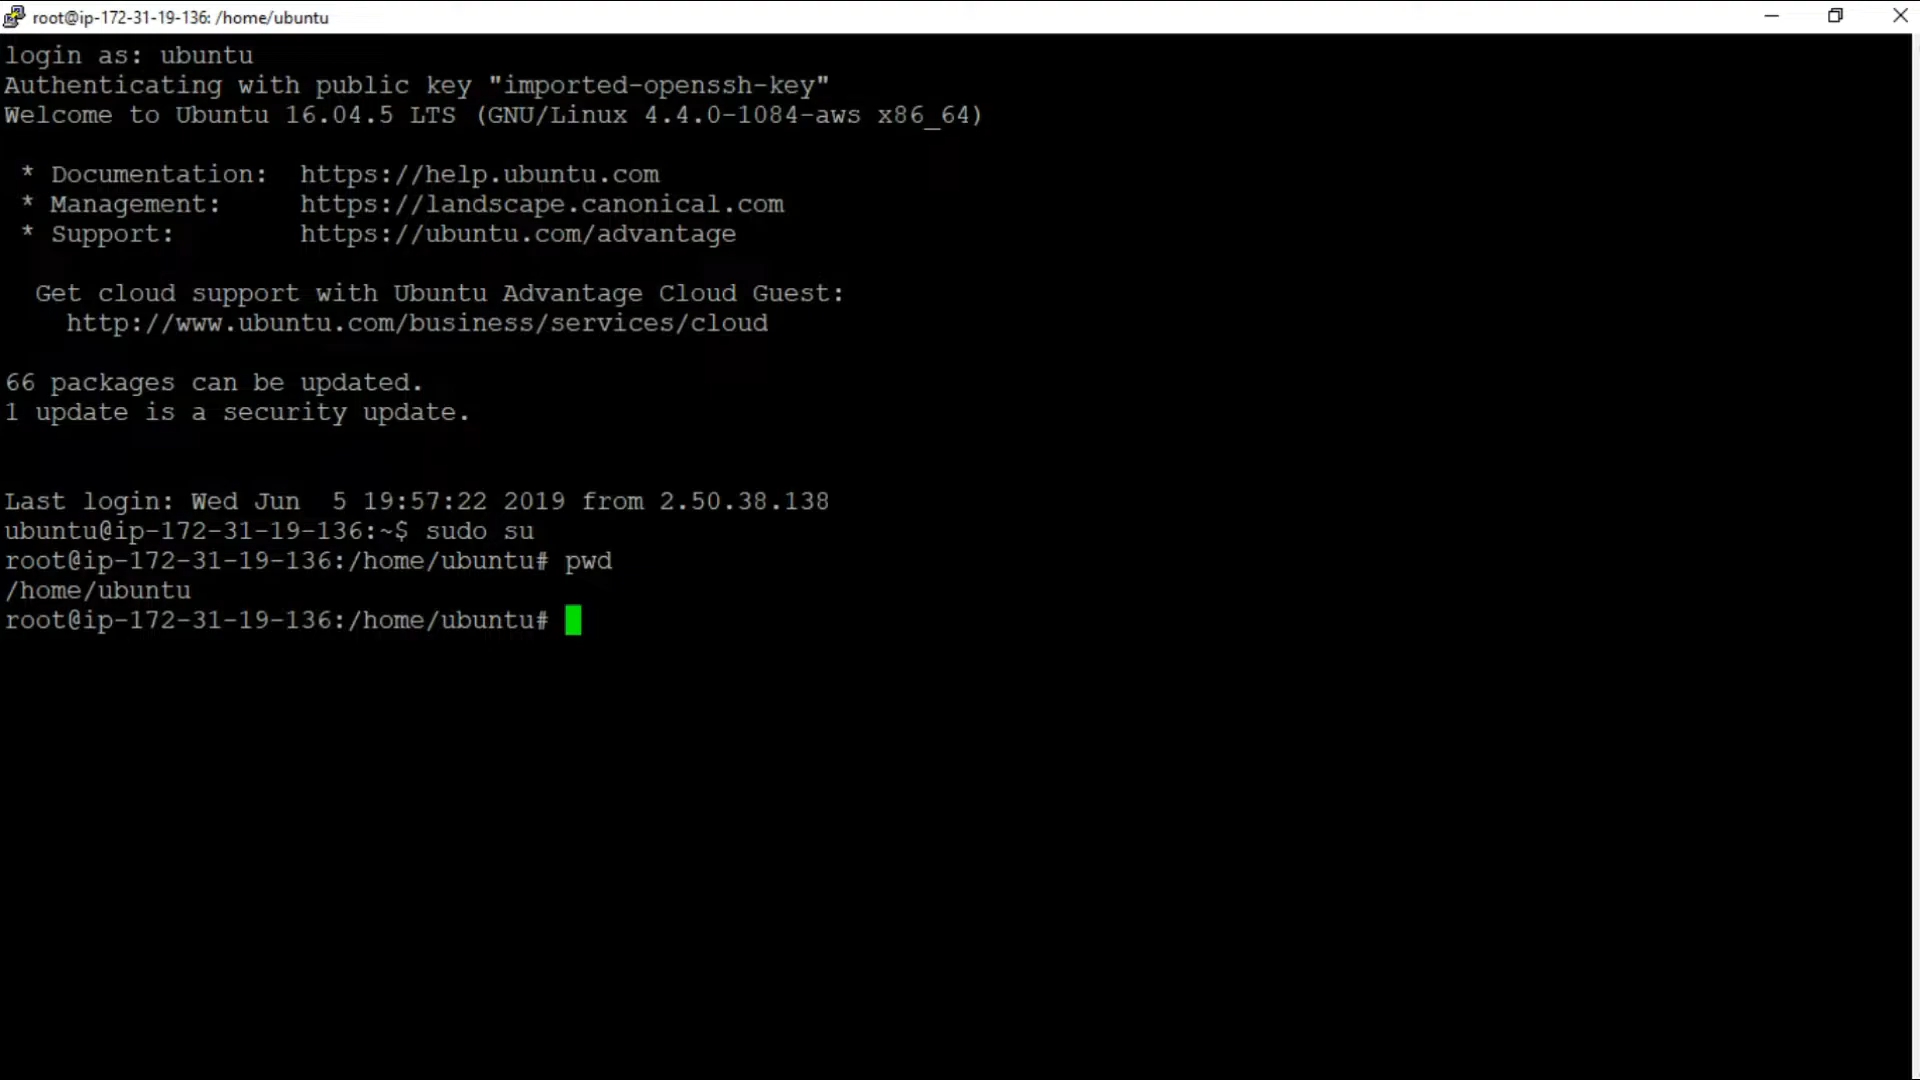 root@ip-172-31-19-136: /home/ubuntu
login as: ubuntu
Authenticating with public key "imported-openssh-key"
Welcome to Ubuntu 16.04.5 LTS (GNU/Linux 4.4.0-1084-aws x86_64)
* Documentation:  https://help.ubuntu.com
* Management:     https://landscape.canonical.com
* Support:        https://ubuntu.com/advantage
Get cloud support with Ubuntu Advantage Cloud Guest:
http://www.ubuntu.com/business/services/cloud
66 packages can be updated.
1 update is a security update.
Last login: Wed Jun  5 19:57:22 2019 from 2.50.38.138
ubuntu@ip-172-31-19-136:~$ sudo su
root@ip-172-31-19-136:/home/ubuntu# pwd
/home/ubuntu
root@ip-172-31-19-136:/home/ubuntu#